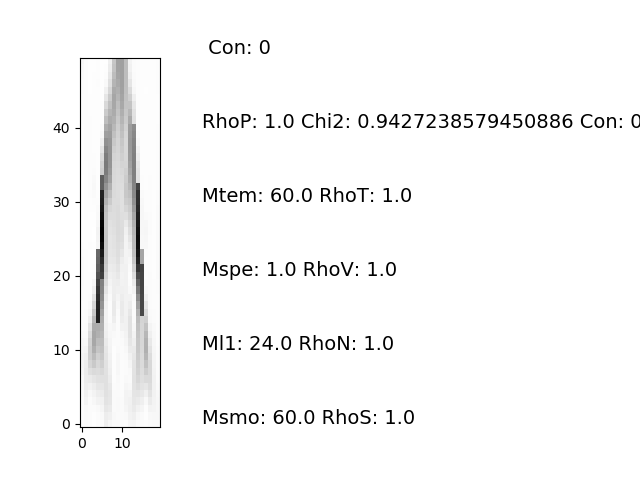 Con: 0
RhoP: 1.0 Chi2: 0.9427238579450886 Con: 0
Mtem: 60.0 RhoT: 1.0
Mspe: 1.0 RhoV: 1.0
Ml1: 24.0 RhoN: 1.0
Msmo: 60.0 RhoS: 1.0
40
30
20
10
0
0 10